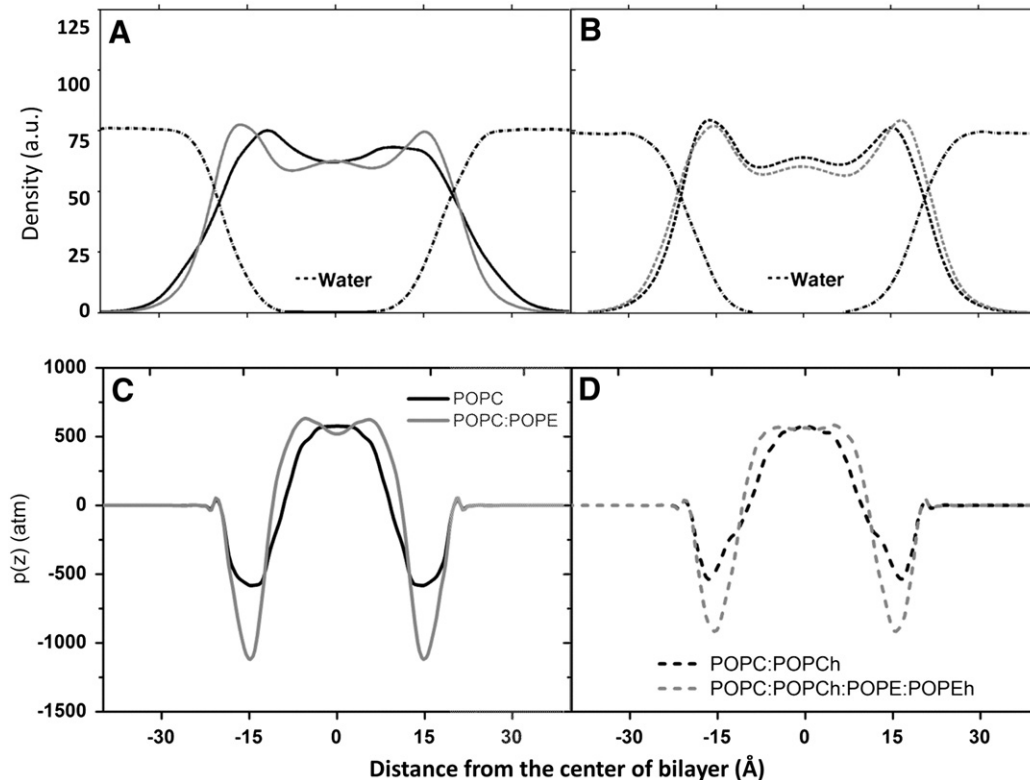 A
B
125
100
75
50
25
0
Density (a.u.)
Water
Water
C
D
1000
500
0
-500
-1000
-1500
p(z) (atm)
POPC
POPC:POPE
POPC:POPCh
POPC:POPCh:POPE:POPEh
-30 -15 0 15 30 -30 -15 0 15 30
Distance from the center of bilayer (Å)